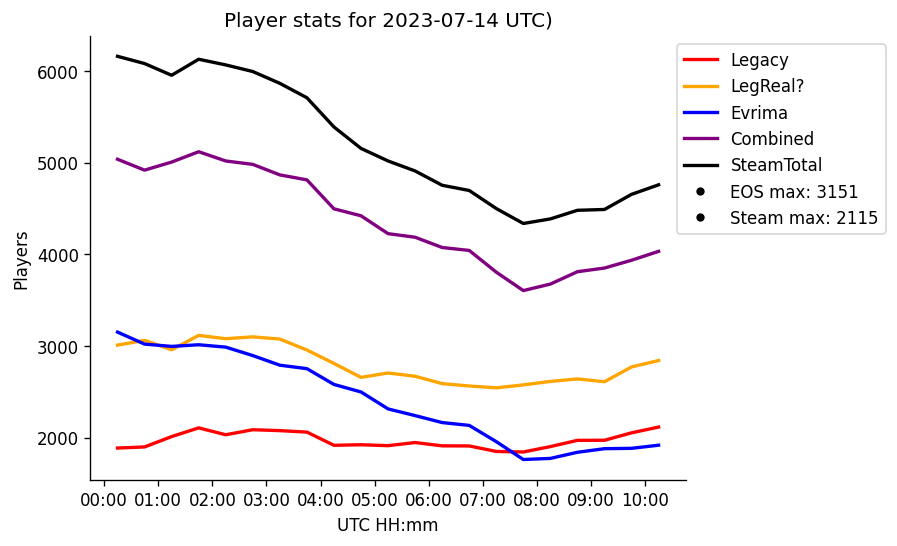 Player stats for 2023-07-14 UTC)
Legacy
LegReal?
Evrima
Combined
SteamTotal
EOS max: 3151
Steam max: 2115
Players
6000
5000
4000
3000
2000
00:00 01:00 02:00 03:00 04:00 05:00 06:00 07:00 08:00 09:00 10:00
UTC HH:mm